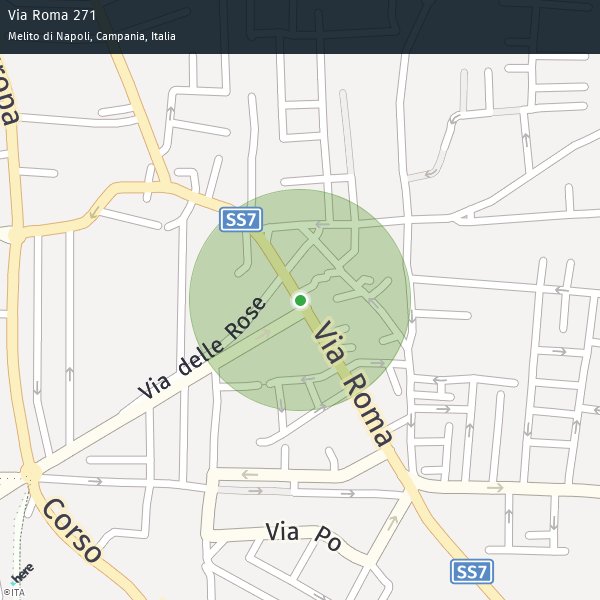 Via Roma 271
Melito di Napoli, Campania, Italia
ropa
SS7
Via delle Rose
Via Roma
Corso
Via Po
SS7
here
©ITA